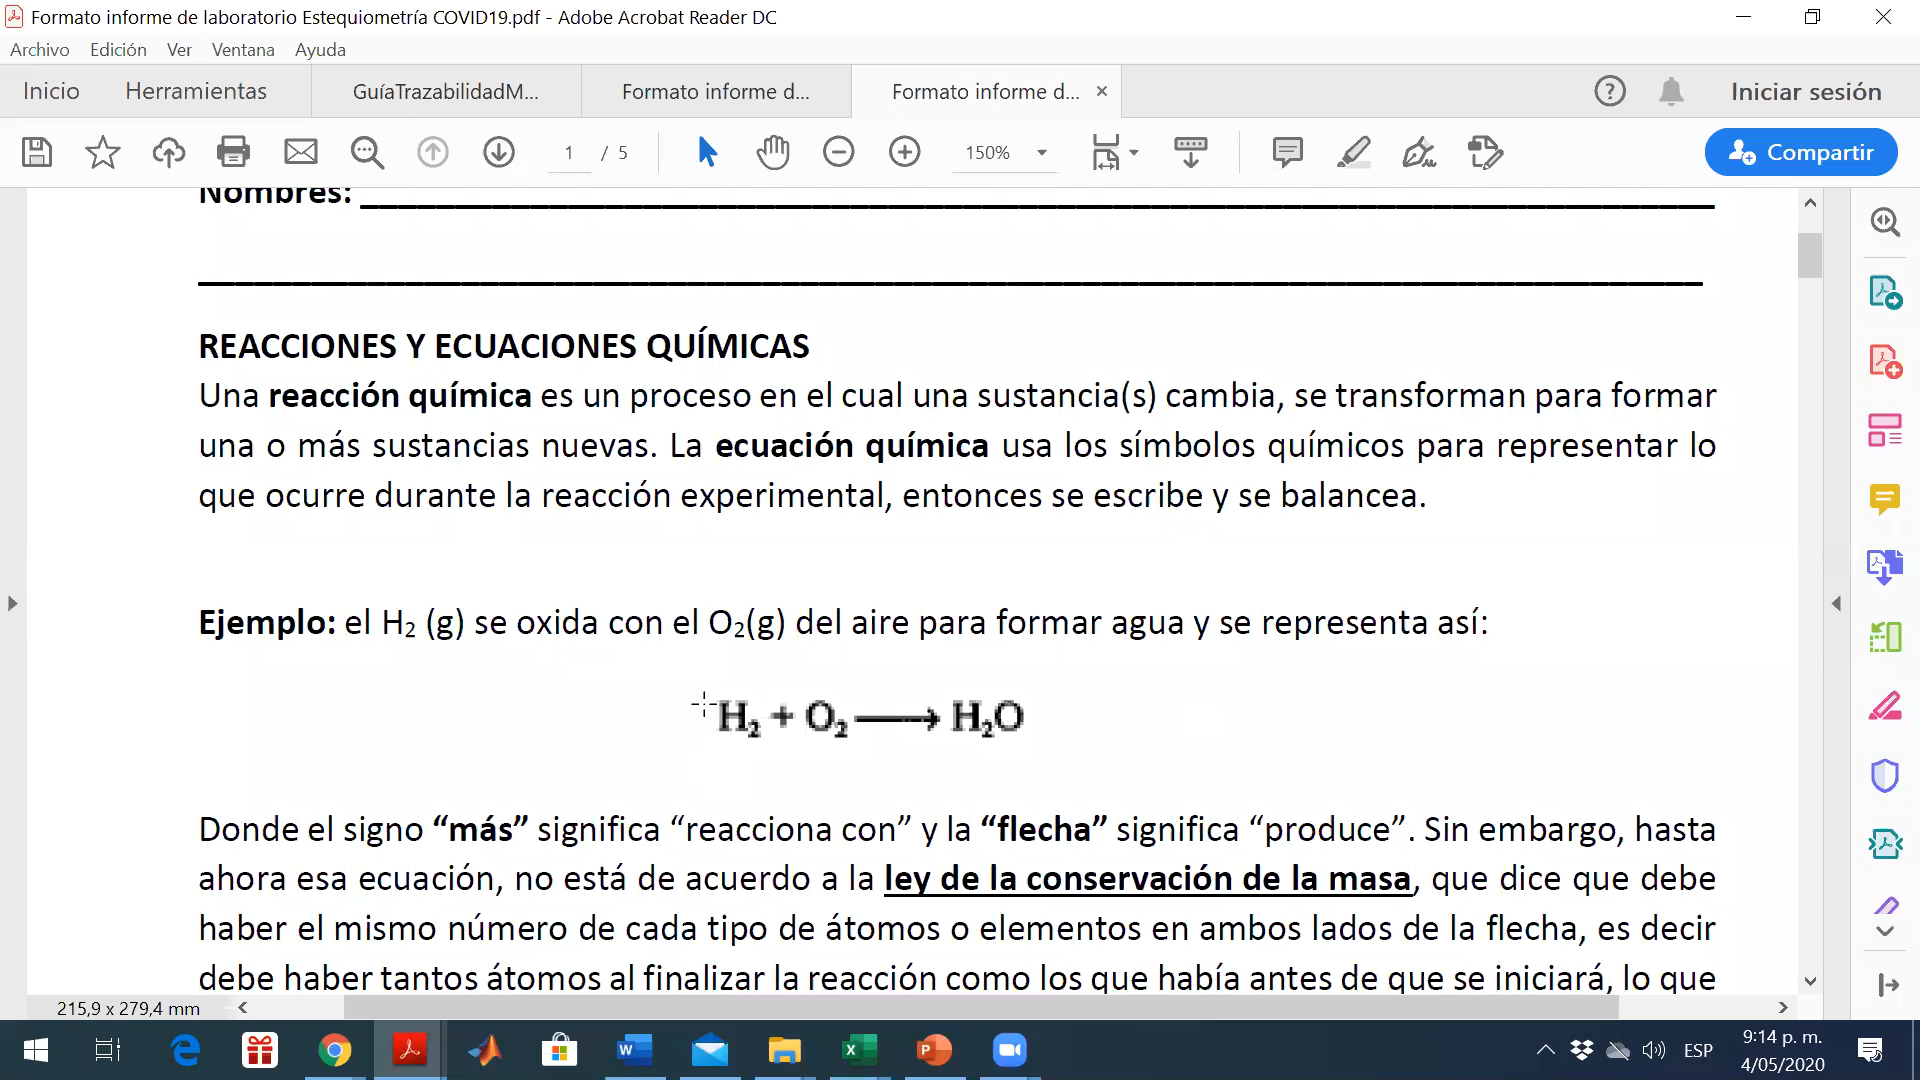 Formato informe de laboratorio Estequiometría COVID19.pdf - Adobe Acrobat Reader DC
Archivo Edición Ver Ventana Ayuda
Inicio Herramientas GuíaTrazabilidadM... Formato informe d... Formato informe d... Iniciar sesión
1 / 5 150% Compartir
Nombres:
REACCIONES Y ECUACIONES QUÍMICAS
Una reacción química es un proceso en el cual una sustancia(s) cambia, se transforman para formar
una o más sustancias nuevas. La ecuación química usa los símbolos químicos para representar lo
que ocurre durante la reacción experimental, entonces se escribe y se balancea.
Ejemplo: el H₂ (g) se oxida con el O₂(g) del aire para formar agua y se representa así:
H₂ + O₂ ⟶ H₂O
Donde el signo “más” significa “reacciona con” y la “flecha” significa “produce”. Sin embargo, hasta
ahora esa ecuación, no está de acuerdo a la ley de la conservación de la masa, que dice que debe
haber el mismo número de cada tipo de átomos o elementos en ambos lados de la flecha, es decir
debe haber tantos átomos al finalizar la reacción como los que había antes de que se iniciará, lo que
215,9 x 279,4 mm
ESP
9:14 p. m.
4/05/2020